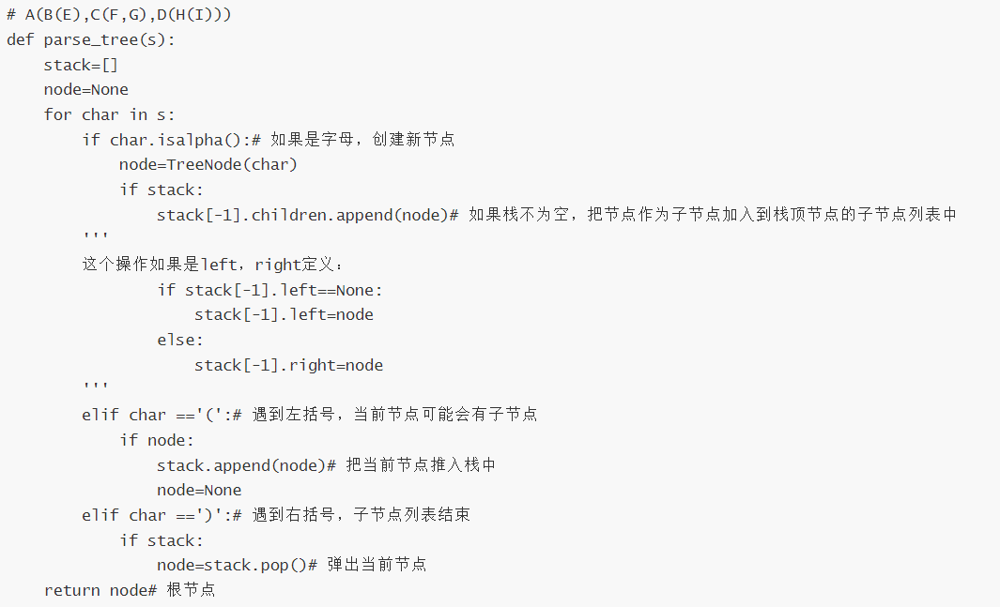 # A(B(E),C(F,G),D(H(I)))
def parse_tree(s):
    stack=[]
    node=None
    for char in s:
        if char.isalpha():# 如果是字母，创建新节点
            node=TreeNode(char)
            if stack:
                stack[-1].children.append(node)# 如果栈不为空，把节点作为子节点加入到栈顶节点的子节点列表中
        '''
        这个操作如果是left，right定义：
                if stack[-1].left==None:
                    stack[-1].left=node
                else:
                    stack[-1].right=node
        '''
        elif char =='(':# 遇到左括号，当前节点可能会有子节点
            if node:
                stack.append(node)# 把当前节点推入栈中
                node=None
        elif char ==')':# 遇到右括号，子节点列表结束
            if stack:
                node=stack.pop()# 弹出当前节点
    return node# 根节点